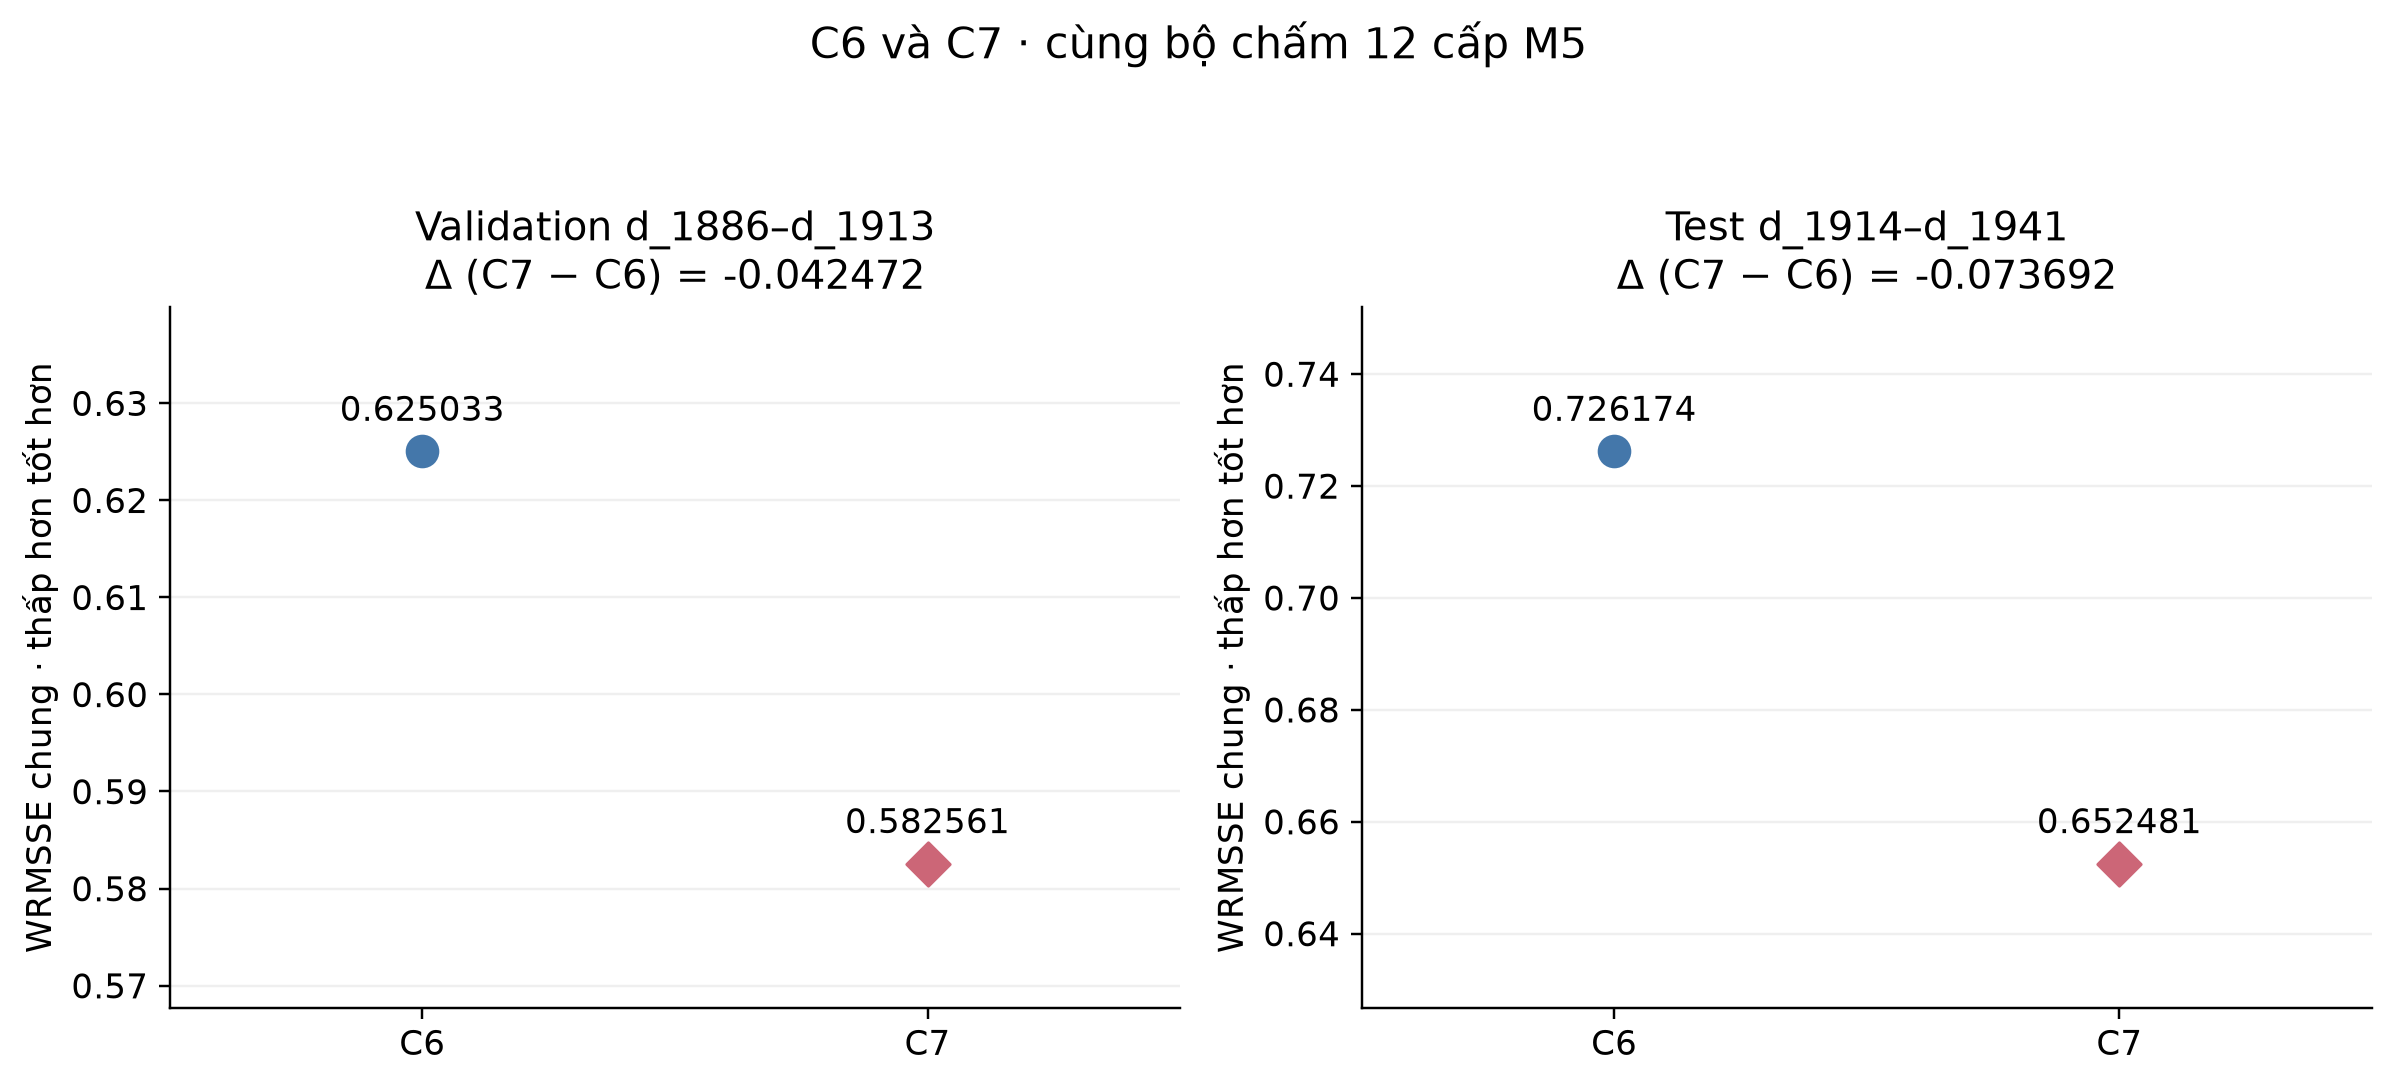 C6 và C7 · cùng bộ chấm 12 cấp M5
Validation d_1886–d_1913
Δ (C7 − C6) = -0.042472
WRMSSE chung · thấp hơn tốt hơn
0.63
0.62
0.61
0.60
0.59
0.58
0.57
0.625033
0.582561
C6
C7
Test d_1914–d_1941
Δ (C7 − C6) = -0.073692
WRMSSE chung · thấp hơn tốt hơn
0.74
0.72
0.70
0.68
0.66
0.64
0.726174
0.652481
C6
C7